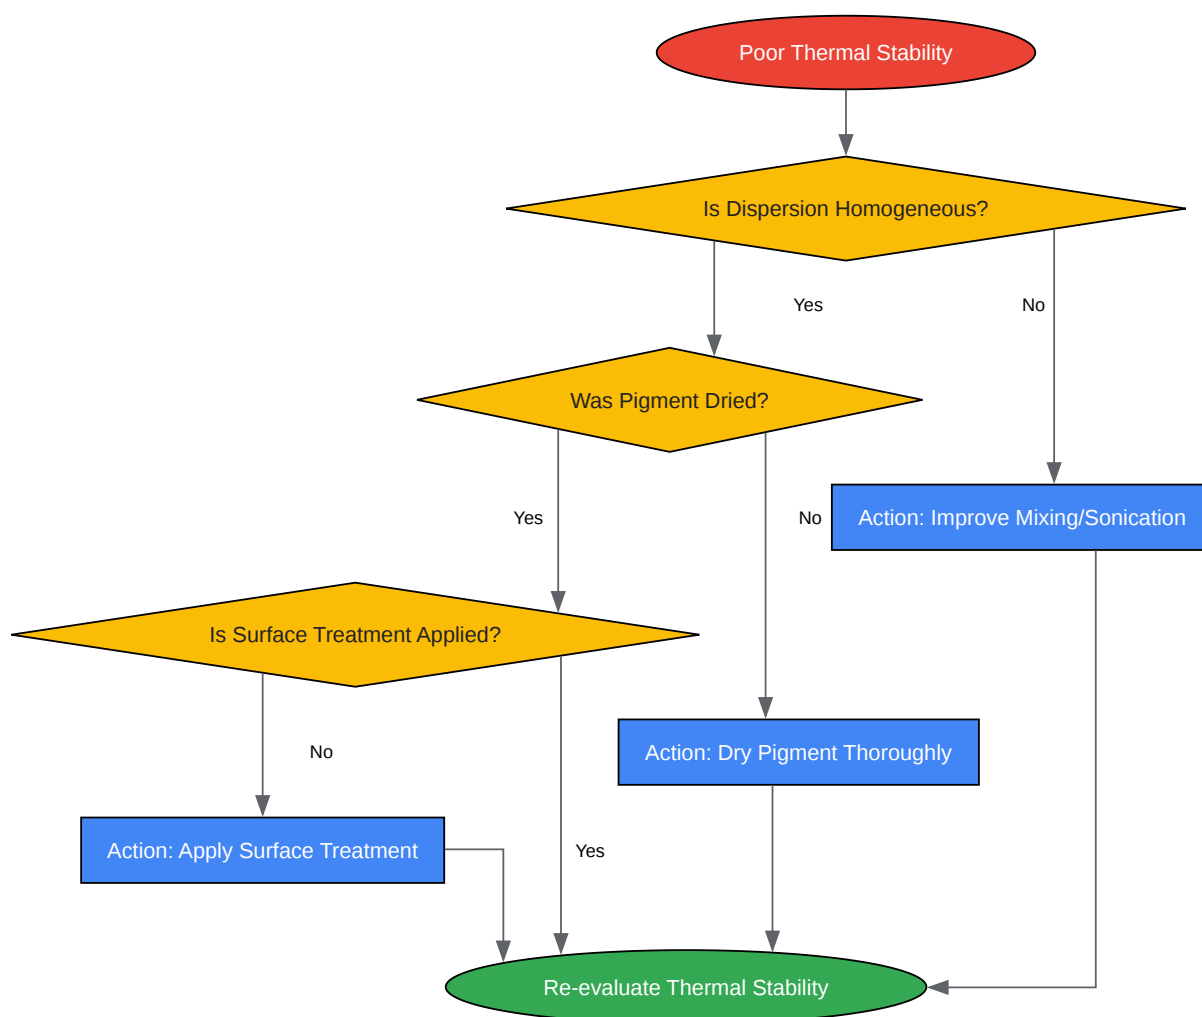 Poor Thermal Stability
Is Dispersion Homogeneous?
Yes
No
Was Pigment Dried?
Yes
No
Action: Improve Mixing/Sonication
Is Surface Treatment Applied?
No
Action: Dry Pigment Thoroughly
Action: Apply Surface Treatment
Yes
Re-evaluate Thermal Stability